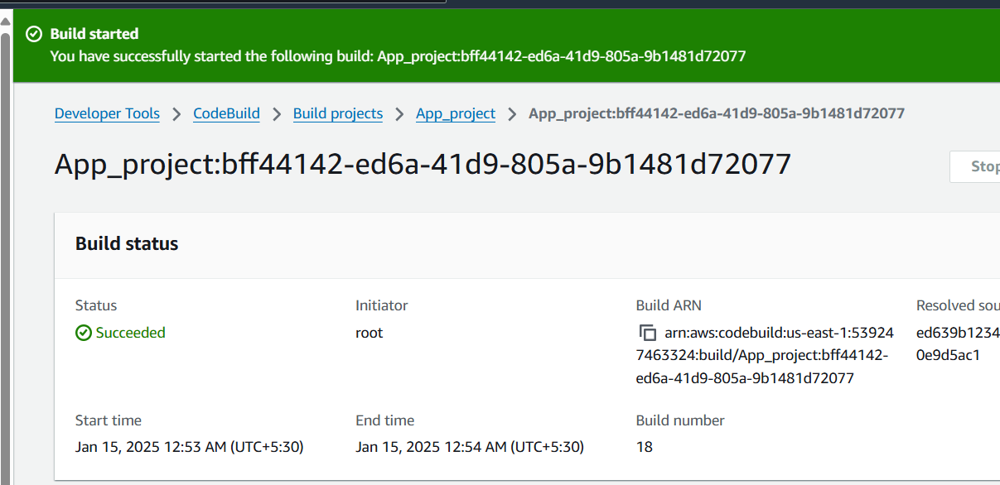 Build started
You have successfully started the following build: App_project:bff44142-ed6a-41d9-805a-9b1481d72077
Developer Tools > CodeBuild > Build projects > App_project > App_project:bff44142-ed6a-41d9-805a-9b1481d72077
App_project:bff44142-ed6a-41d9-805a-9b1481d72077
Stop
Build status
Status
Succeeded
Initiator
root
Build ARN
arn:aws:codebuild:us-east-1:53924
7463324:build/App_project:bff44142-
ed6a-41d9-805a-9b1481d72077
Resolved sou
ed639b1234
0e9d5ac1
Start time
Jan 15, 2025 12:53 AM (UTC+5:30)
End time
Jan 15, 2025 12:54 AM (UTC+5:30)
Build number
18